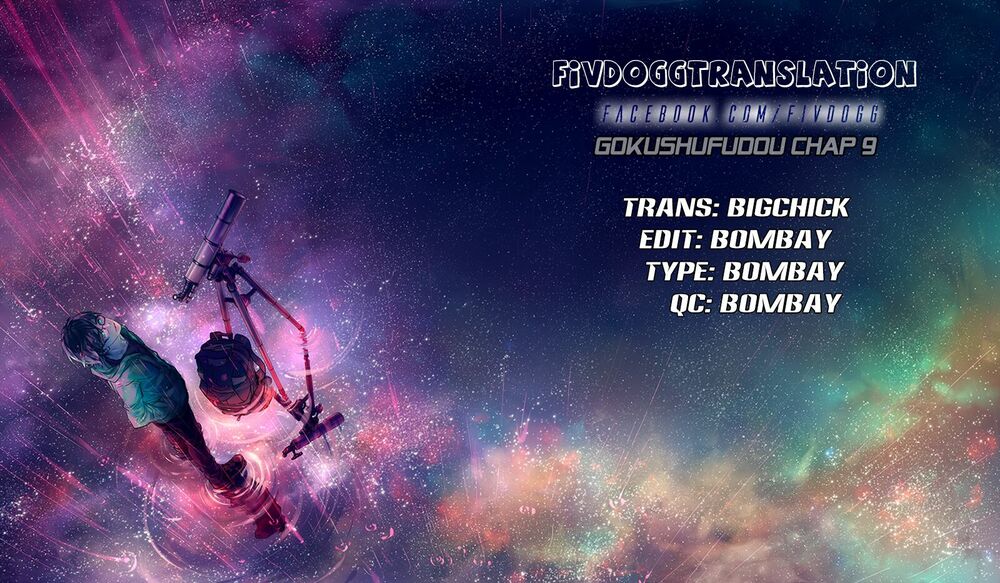 FiVDOGGTRANSLATiON
FACEBOOK.COM/FIVDOGG
GOKUSHUFUDOU CHAP 9
TRANS: BIGCHICK
EDIT: BOMBAY
TYPE: BOMBAY
QC: BOMBAY